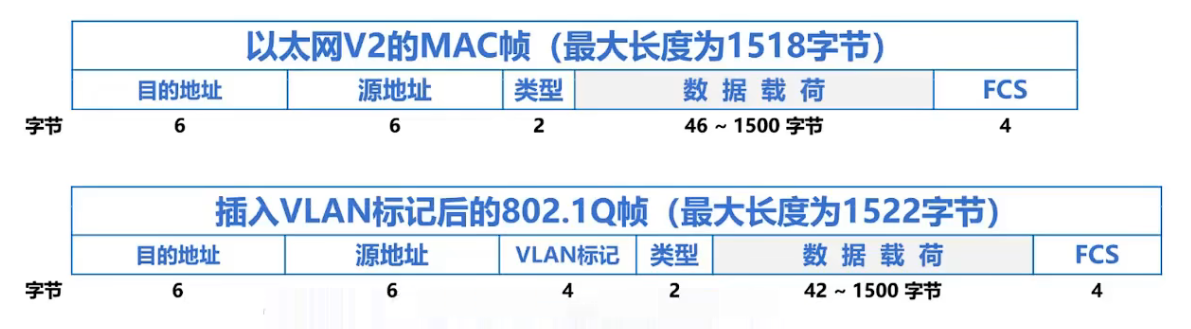 以太网V2的MAC帧（最大长度为1518字节）
目的地址 源地址 类型 数据载荷 FCS
字节 6 6 2 46 ~ 1500 字节 4
插入VLAN标记后的802.1Q帧（最大长度为1522字节）
目的地址 源地址 VLAN标记 类型 数据载荷 FCS
字节 6 6 4 2 42 ~ 1500 字节 4